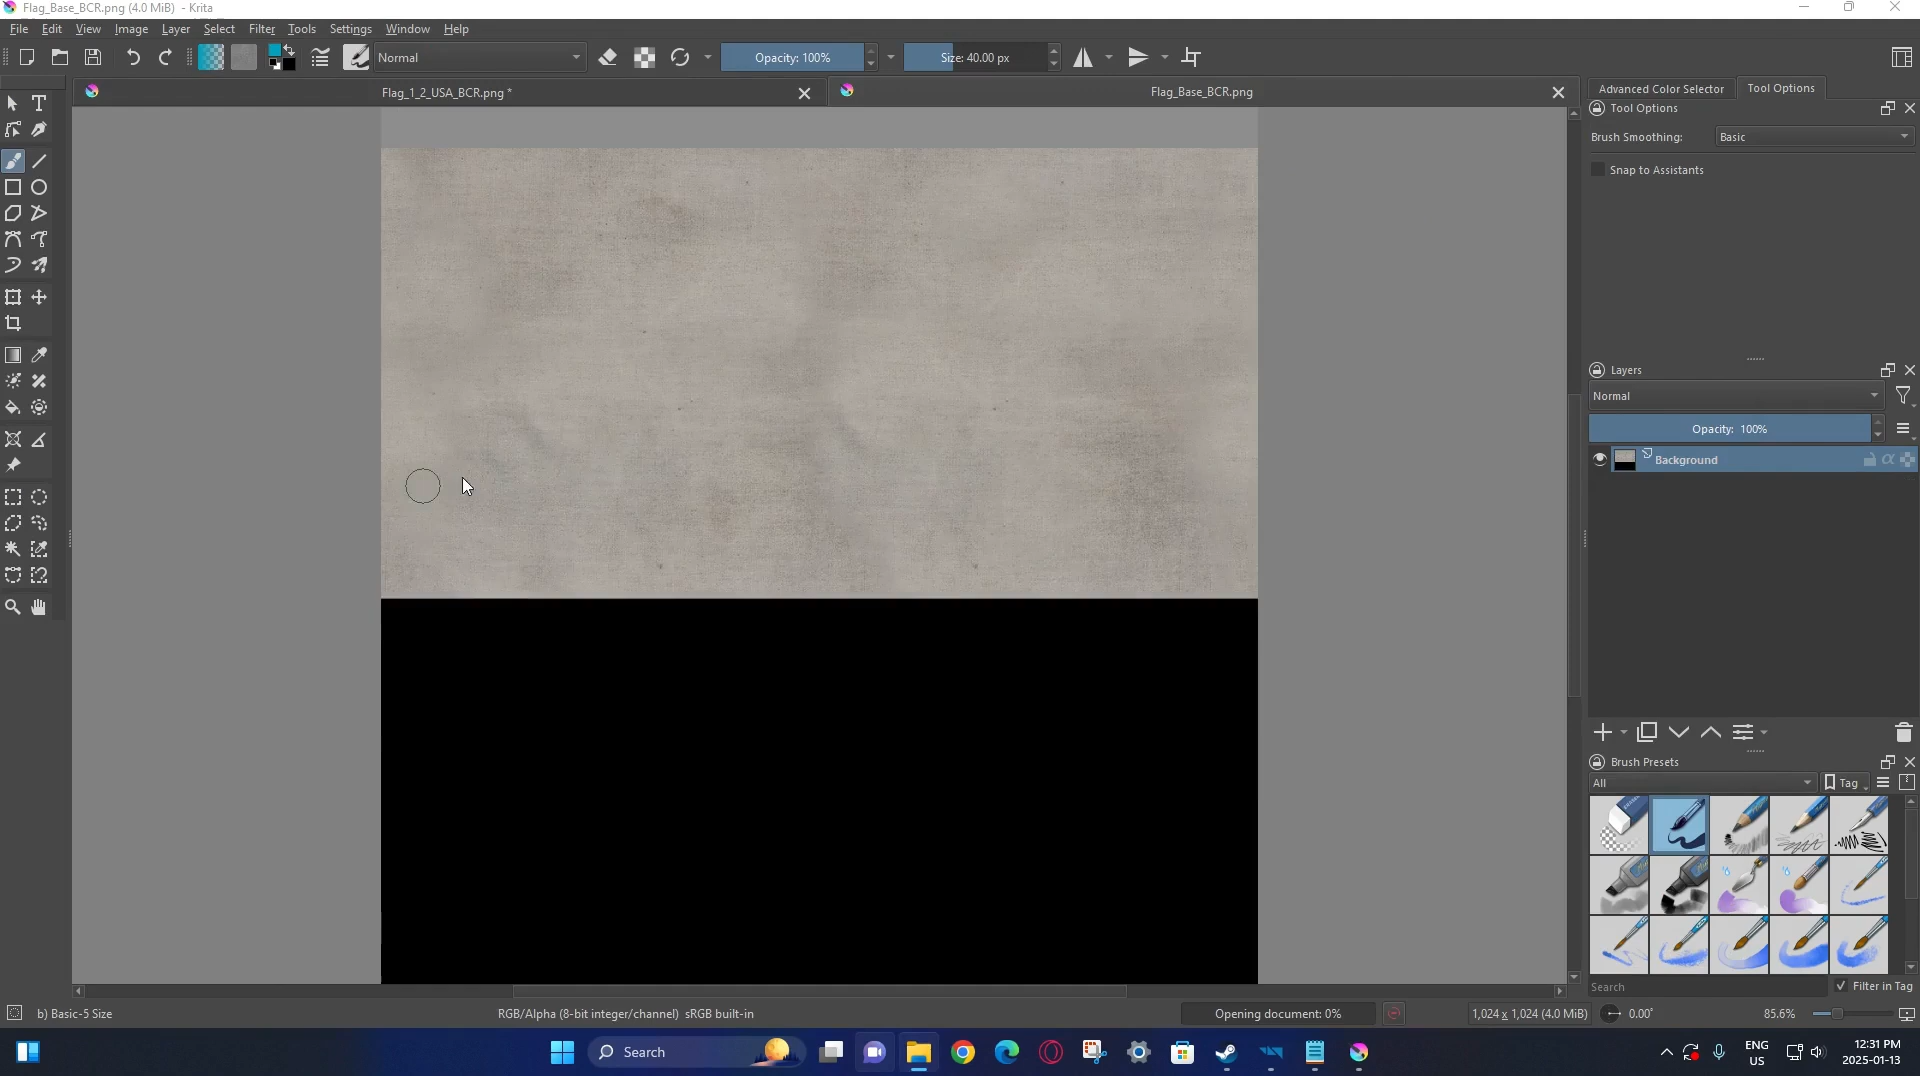 Flag_Base_BCR.png (4.0 MiB) - Krita
File Edit View Image Layer Select Filter Tools Settings Window Help
Normal
Opacity: 100%
Size: 40.00 px
Flag_1_2_USA_BCR.png *
Flag_Base_BCR.png
Advanced Color Selector
Tool Options
Tool Options
Brush Smoothing:
Basic
Snap to Assistants
Layers
Normal
Opacity: 100%
Background
Brush Presets
All
Tag
Search
Filter in Tag
b) Basic-5 Size
RGB/Alpha (8-bit integer/channel) sRGB built-in
Opening document: 0%
1,024 x 1,024 (4.0 MiB)
0.00°
85.6%
Search
ENG
US
12:31 PM
2025-01-13